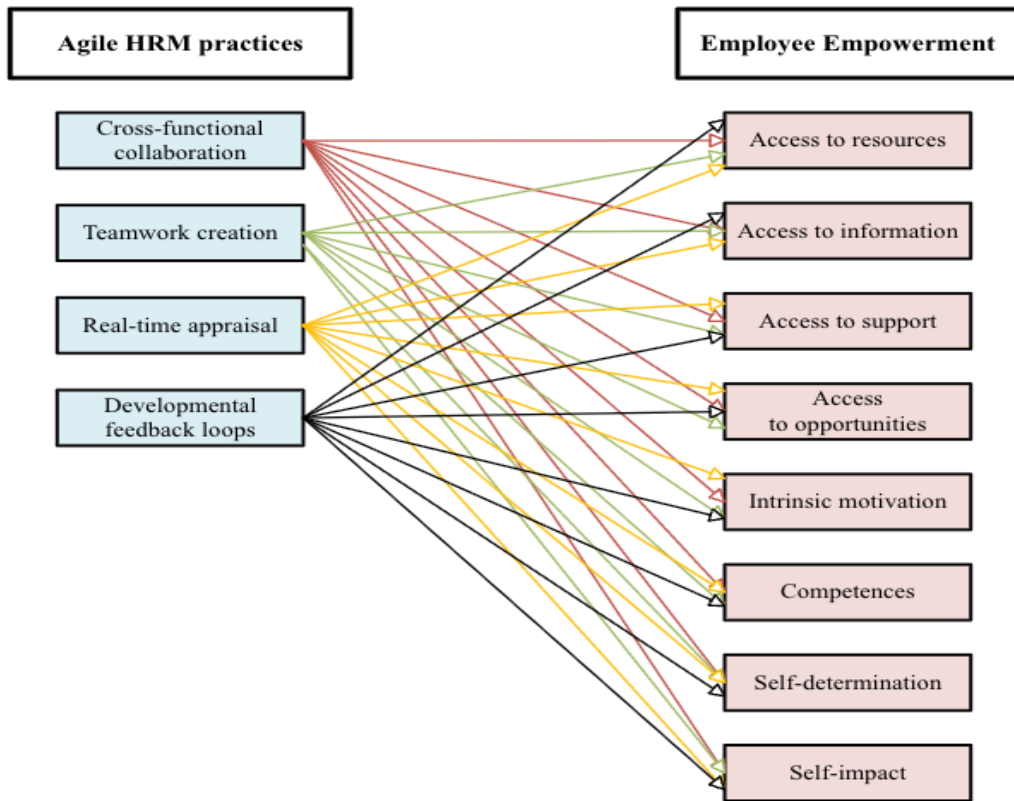 Agile HRM practices
Employee Empowerment
Cross-functional
collaboration
Teamwork creation
Real-time appraisal
Developmental
feedback loops
Access to resources
Access to information
Access to support
Access
to opportunities
Intrinsic motivation
Competences
Self-determination
Self-impact